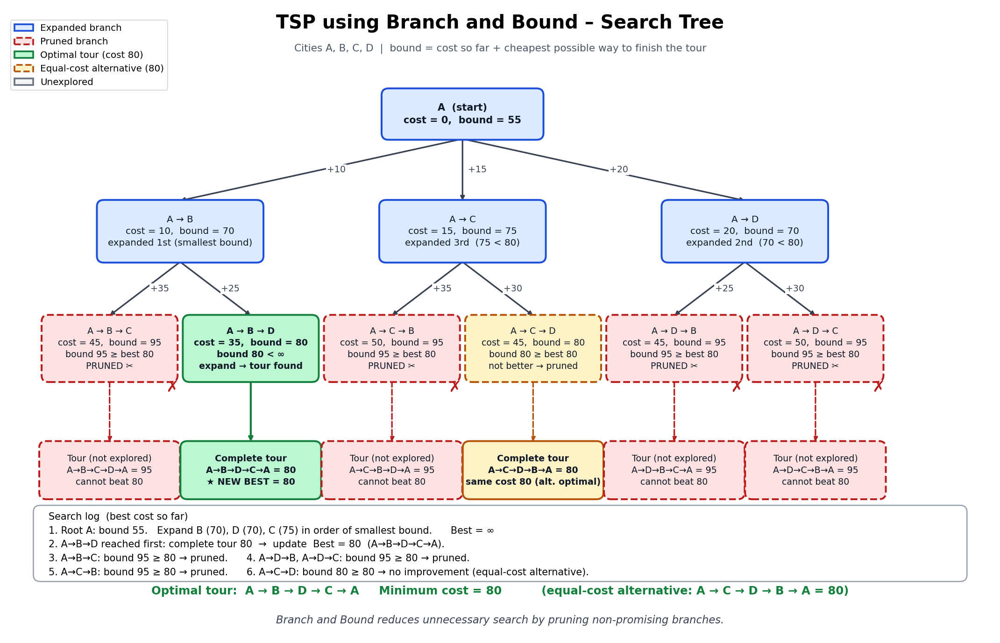 TSP using Branch and Bound – Search Tree
Cities A, B, C, D | bound = cost so far + cheapest possible way to finish the tour
Expanded branch
Pruned branch
Optimal tour (cost 80)
Equal-cost alternative (80)
Unexplored
A (start)
cost = 0, bound = 55
+10
+15
+20
A → B
cost = 10, bound = 70
expanded 1st (smallest bound)
A → C
cost = 15, bound = 75
expanded 3rd (75 < 80)
A → D
cost = 20, bound = 70
expanded 2nd (70 < 80)
+35
+25
+35
+30
+25
+30
A → B → C
cost = 45, bound = 95
bound 95 ≥ best 80
PRUNED ✂
✗
A → B → D
cost = 35, bound = 80
bound 80 < ∞
expand → tour found
A → C → B
cost = 50, bound = 95
bound 95 ≥ best 80
PRUNED ✂
✗
A → C → D
cost = 45, bound = 80
bound 80 ≥ best 80
not better → pruned
A → D → B
cost = 45, bound = 95
bound 95 ≥ best 80
PRUNED ✂
✗
A → D → C
cost = 50, bound = 95
bound 95 ≥ best 80
PRUNED ✂
✗
Tour (not explored)
A→B→C→D→A = 95
cannot beat 80
Complete tour
A→B→D→C→A = 80
★ NEW BEST = 80
Tour (not explored)
A→C→B→D→A = 95
cannot beat 80
Complete tour
A→C→D→B→A = 80
same cost 80 (alt. optimal)
Tour (not explored)
A→D→B→C→A = 95
cannot beat 80
Tour (not explored)
A→D→C→B→A = 95
cannot beat 80
Search log (best cost so far)
1. Root A: bound 55. Expand B (70), D (70), C (75) in order of smallest bound. Best = ∞
2. A→B→D reached first: complete tour 80 → update Best = 80 (A→B→D→C→A).
3. A→B→C: bound 95 ≥ 80 → pruned. 4. A→D→B, A→D→C: bound 95 ≥ 80 → pruned.
5. A→C→B: bound 95 ≥ 80 → pruned. 6. A→C→D: bound 80 ≥ 80 → no improvement (equal-cost alternative).
Optimal tour: A → B → D → C → A Minimum cost = 80 (equal-cost alternative: A → C → D → B → A = 80)
Branch and Bound reduces unnecessary search by pruning non-promising branches.